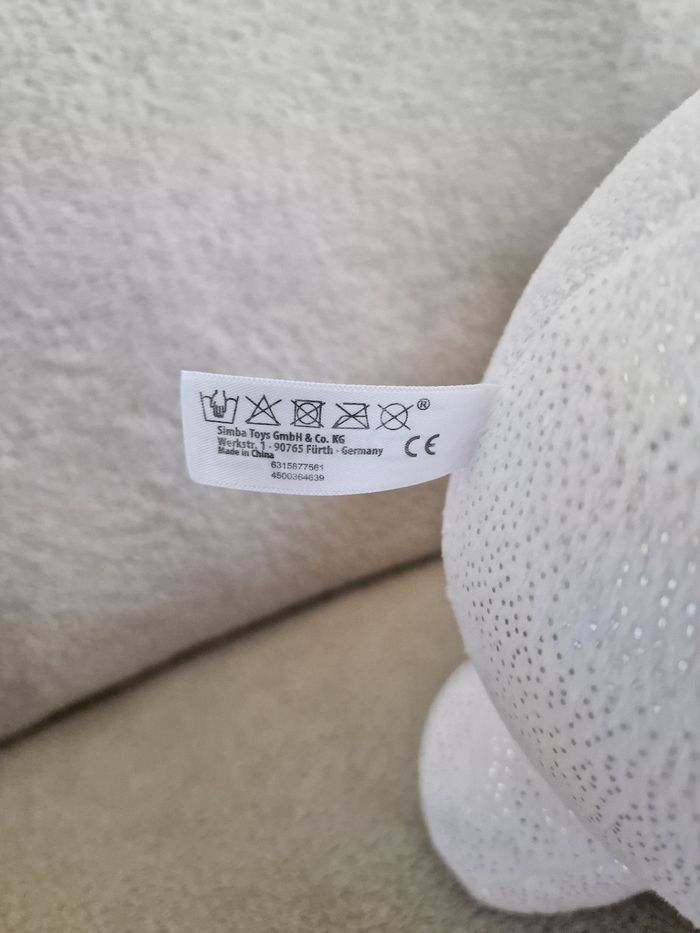 ®
Simba Toys GmbH & Co. KG
Werkstr. 1 · 90765 Fürth · Germany
Made in China
CE
6315877561
4500364639